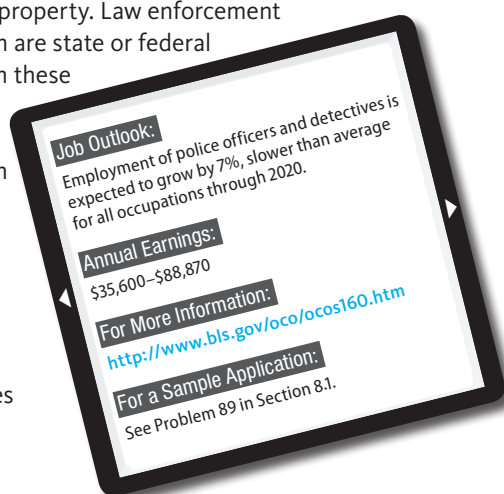 property. Law enforcement
are state or federal
these
Job Outlook:
Employment of police officers and detectives is
expected to grow by 7%, slower than average
for all occupations through 2020.
Annual Earnings:
$35,600–$88,870
For More Information:
http://www.bls.gov/oco/ocos160.htm
For a Sample Application:
See Problem 89 in Section 8.1.